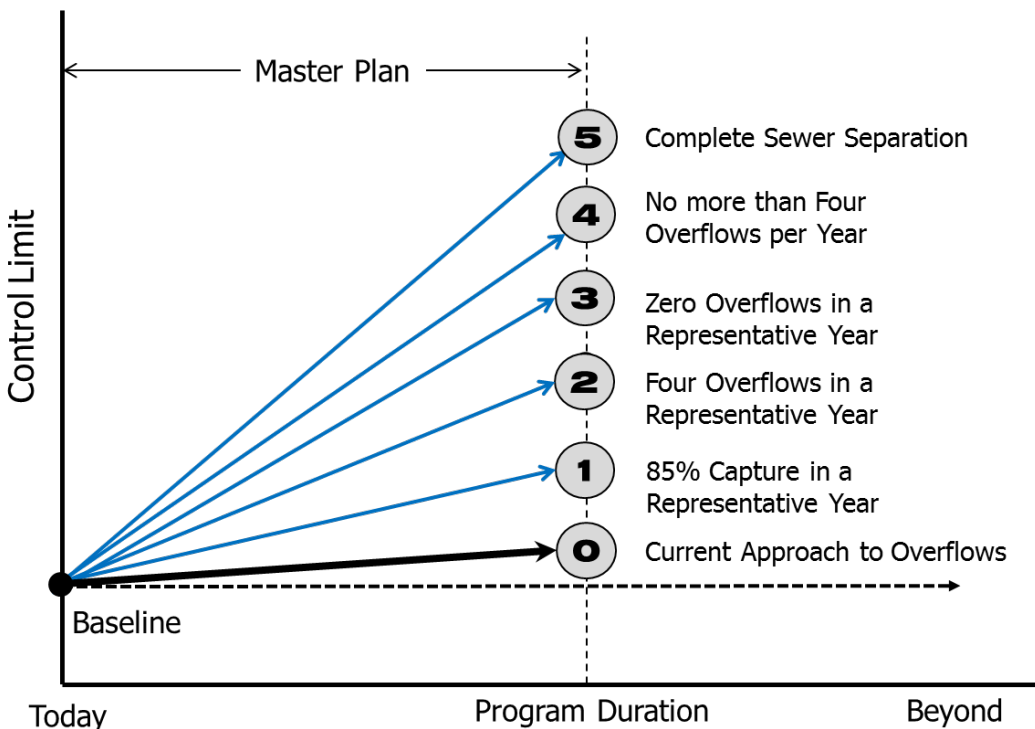 Master Plan
5
Complete Sewer Separation
4
No more than Four
Overflows per Year
3
Zero Overflows in a
Representative Year
2
Four Overflows in a
Representative Year
1
85% Capture in a
Representative Year
0
Current Approach to Overflows
Control Limit
Baseline
Today
Program Duration
Beyond